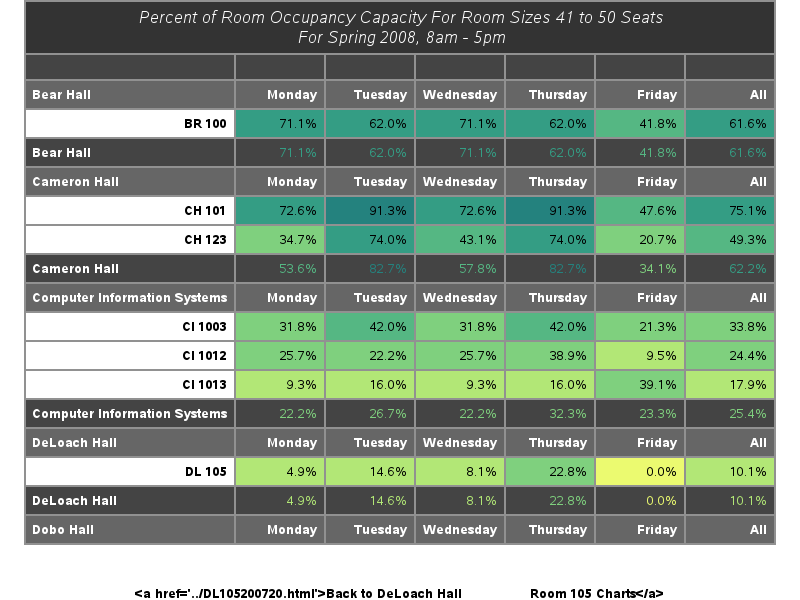 Percent of Room Occupancy Capacity For Room Sizes 41 to 50 Seats
For Spring 2008, 8am - 5pm
Bear Hall Monday Tuesday Wednesday Thursday Friday All
BR 100 71.1% 62.0% 71.1% 62.0% 41.8% 61.6%
Bear Hall 71.1% 62.0% 71.1% 62.0% 41.8% 61.6%
Cameron Hall Monday Tuesday Wednesday Thursday Friday All
CH 101 72.6% 91.3% 72.6% 91.3% 47.6% 75.1%
CH 123 34.7% 74.0% 43.1% 74.0% 20.7% 49.3%
Cameron Hall 53.6% 82.7% 57.8% 82.7% 34.1% 62.2%
Computer Information Systems Monday Tuesday Wednesday Thursday Friday All
CI 1003 31.8% 42.0% 31.8% 42.0% 21.3% 33.8%
CI 1012 25.7% 22.2% 25.7% 38.9% 9.5% 24.4%
CI 1013 9.3% 16.0% 9.3% 16.0% 39.1% 17.9%
Computer Information Systems 22.2% 26.7% 22.2% 32.3% 23.3% 25.4%
DeLoach Hall Monday Tuesday Wednesday Thursday Friday All
DL 105 4.9% 14.6% 8.1% 22.8% 0.0% 10.1%
DeLoach Hall 4.9% 14.6% 8.1% 22.8% 0.0% 10.1%
Dobo Hall Monday Tuesday Wednesday Thursday Friday All
<a href='../DL105200720.html'>Back to DeLoach Hall Room 105 Charts</a>